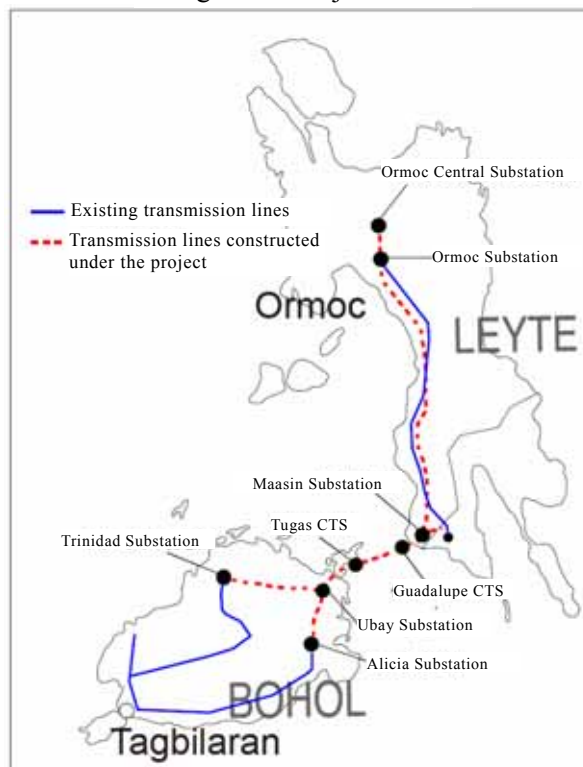 Ormoc Central Substation
Existing transmission lines
Transmission lines constructed
under the project
Ormoc Substation
Ormoc
LEYTE
Maasin Substation
Tugas CTS
Trinidad Substation
Guadalupe CTS
Ubay Substation
Alicia Substation
BOHOL
Tagbilaran